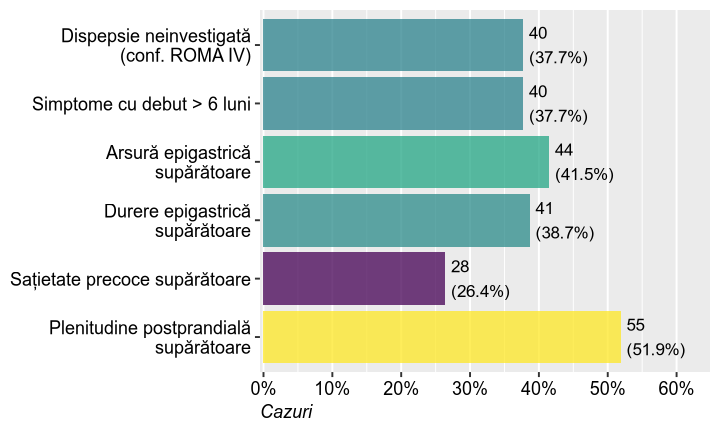 Dispepsie neinvestigată
(conf. ROMA IV)
40
(37.7%)
Simptome cu debut > 6 luni
40
(37.7%)
Arsură epigastrică
supărătoare
44
(41.5%)
Durere epigastrică
supărătoare
41
(38.7%)
Sațietate precoce supărătoare
28
(26.4%)
Plenitudine postprandială
supărătoare
55
(51.9%)
0% 10% 20% 30% 40% 50% 60%
Cazuri